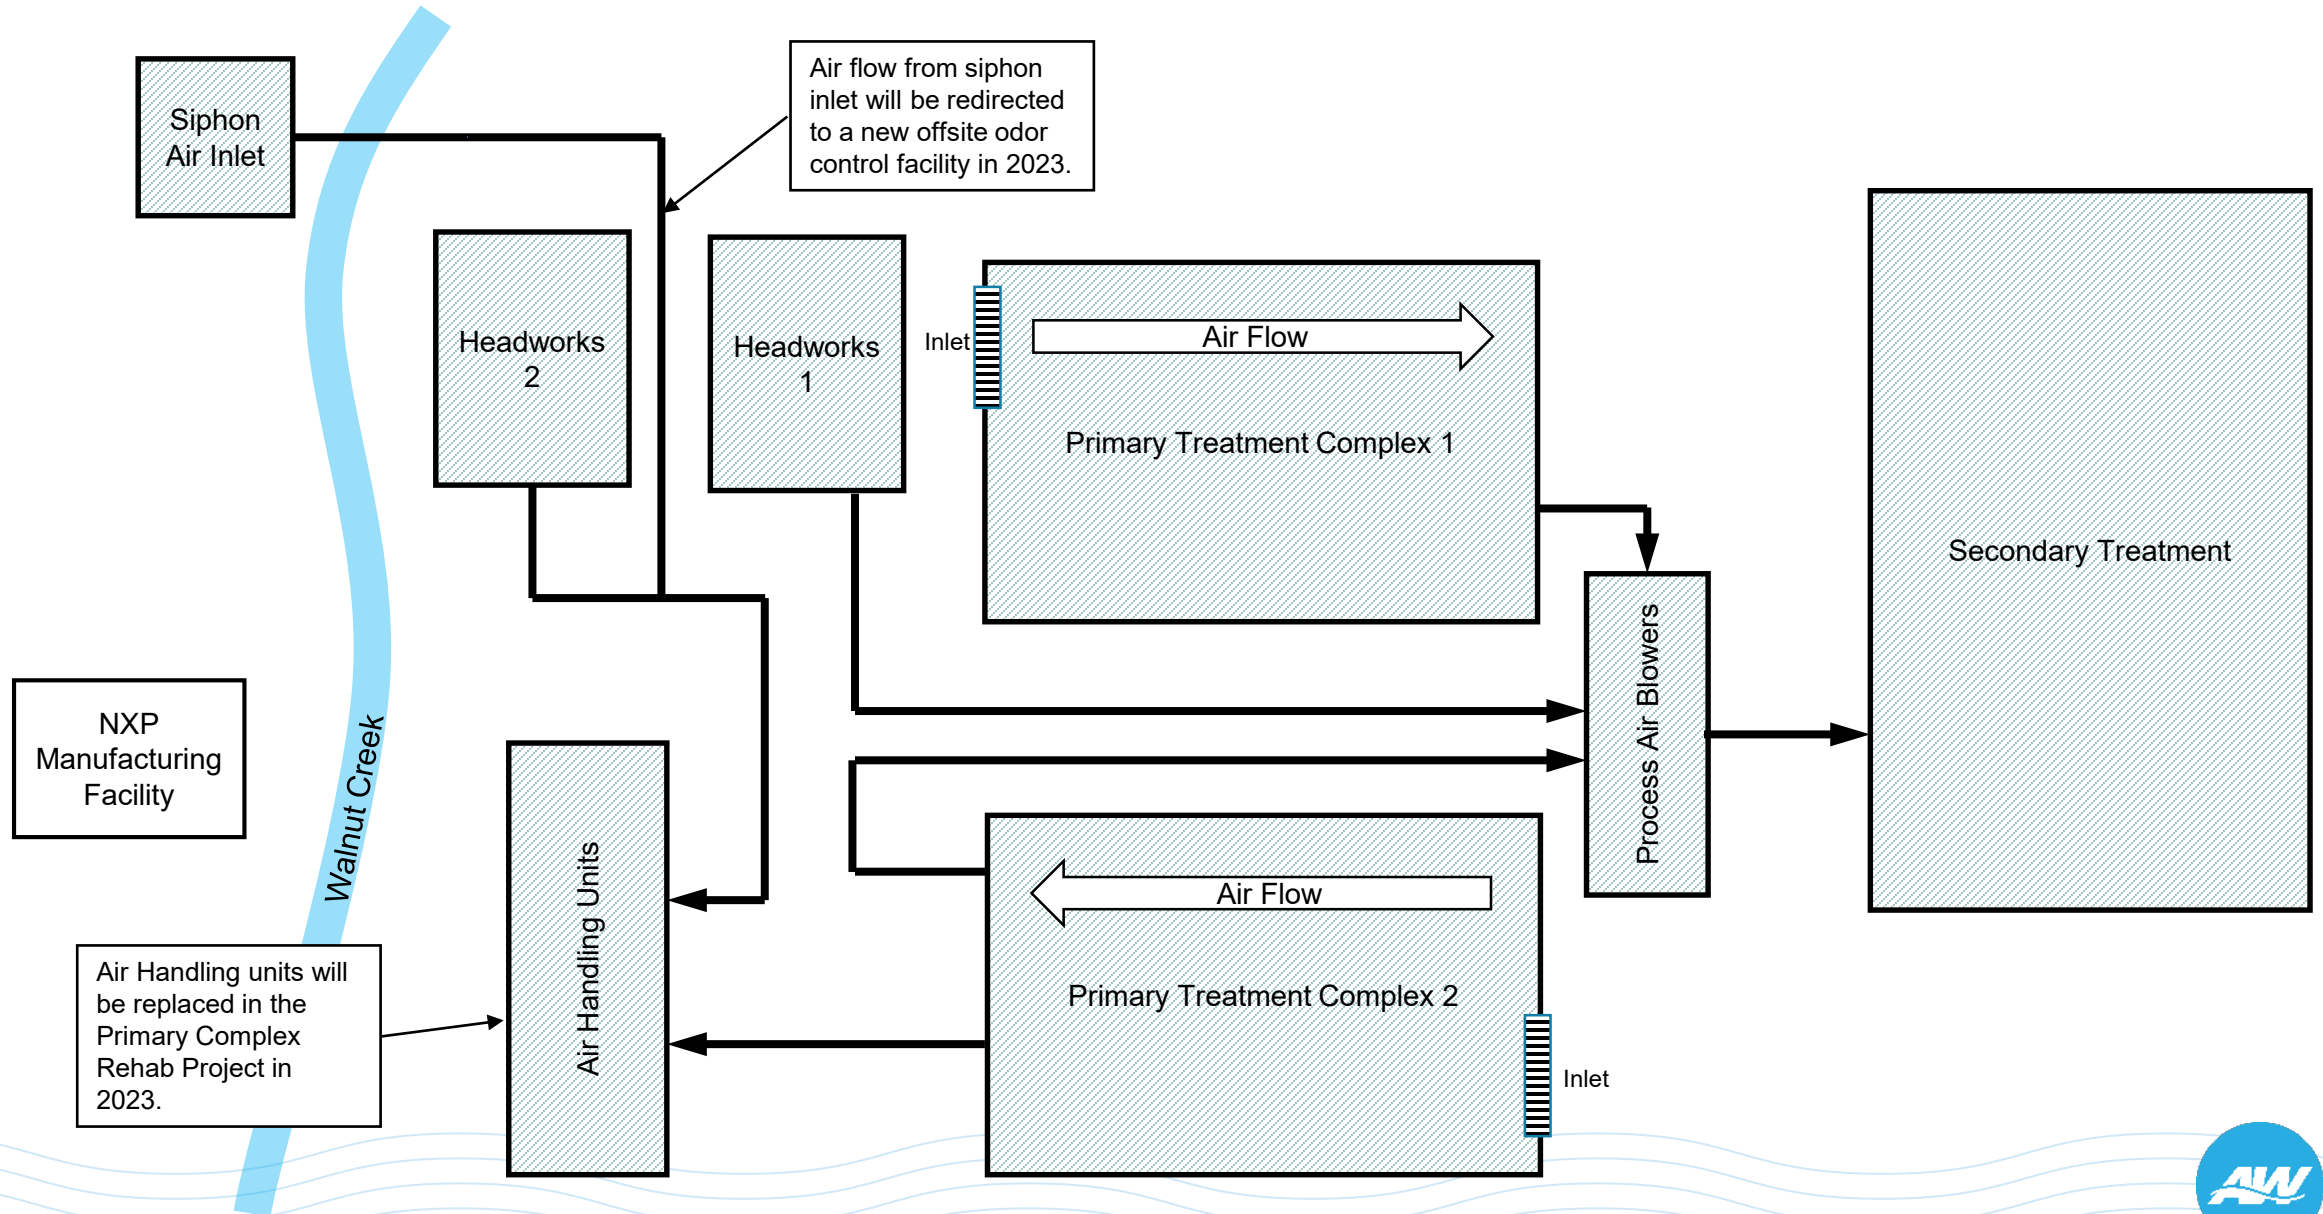 Siphon
Air Inlet
Air flow from siphon
inlet will be redirected
to a new offsite odor
control facility in 2023.
Headworks
2
Headworks
1
Inlet
Air Flow
Primary Treatment Complex 1
Secondary Treatment
Process Air Blowers
NXP
Manufacturing
Facility
Walnut Creek
Air Handling Units
Air Flow
Primary Treatment Complex 2
Inlet
Air Handling units will
be replaced in the
Primary Complex
Rehab Project in
2023.
AW